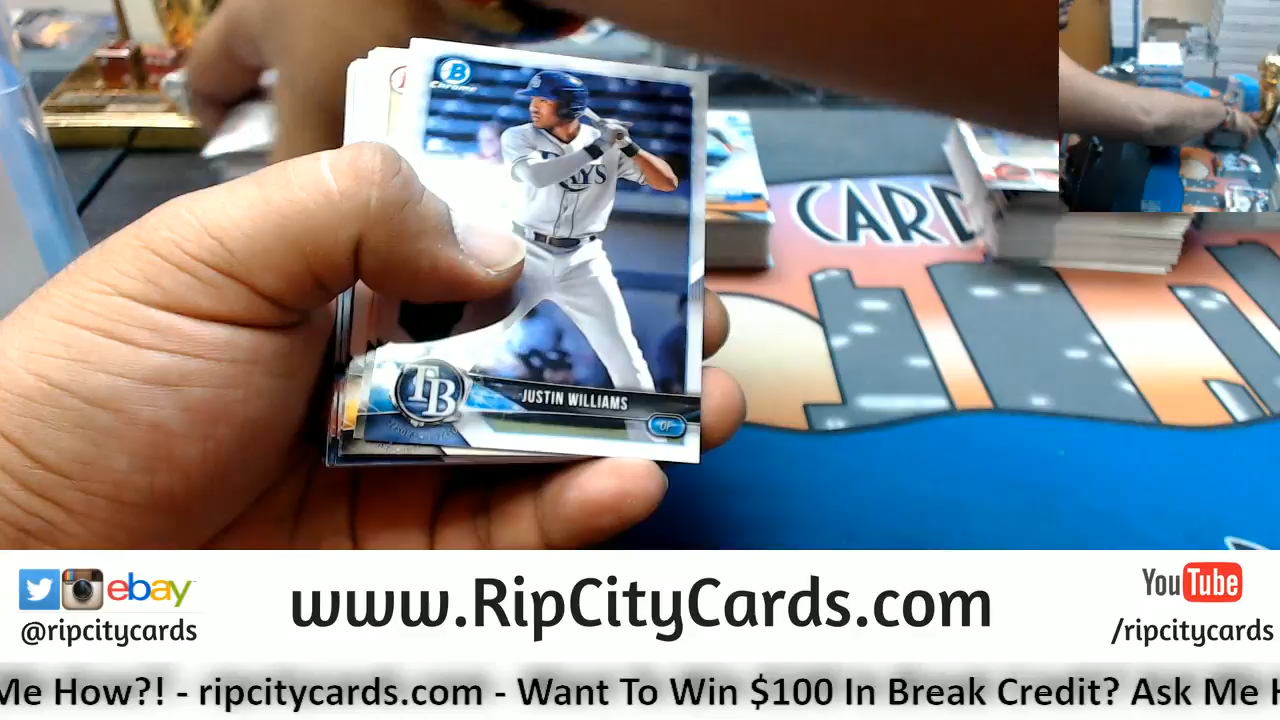 B
Chrome
RAYS
TB
JUSTIN WILLIAMS
OF
CARD
ebay
@ripcitycards
www.RipCityCards.com
YouTube
/ripcitycards
Me How?! - ripcitycards.com - Want To Win $100 In Break Credit? Ask Me H